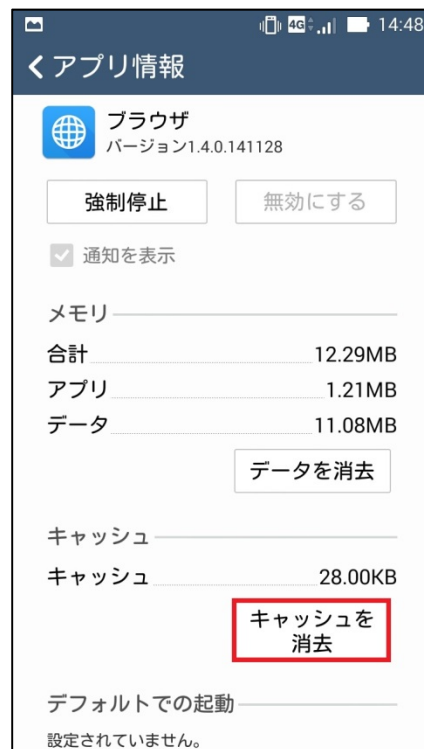 4G 14:48
アプリ情報
ブラウザ
バージョン1.4.0.141128
強制停止 無効にする
通知を表示
メモリ
合計 12.29MB
アプリ 1.21MB
データ 11.08MB
データを消去
キャッシュ
キャッシュ 28.00KB
キャッシュを
消去
デフォルトでの起動
設定されていません。